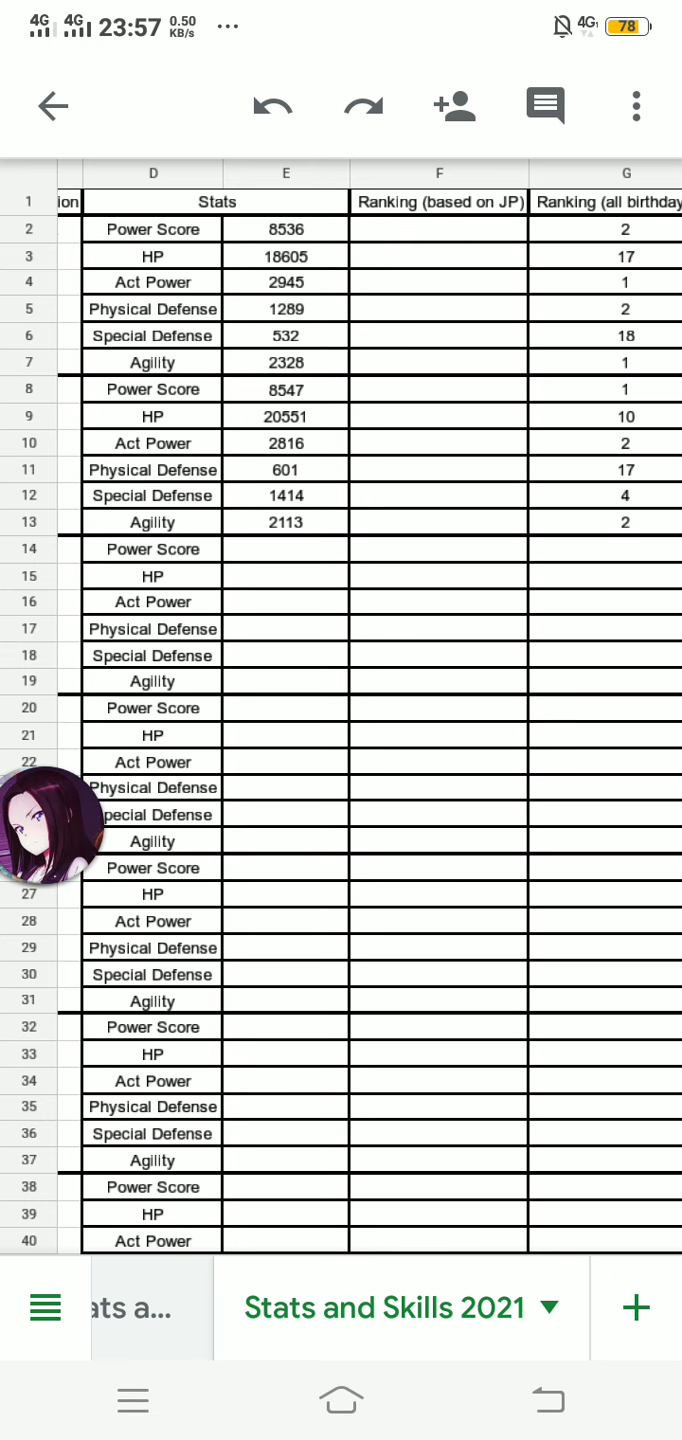 4G 4G 23:57 0.50 KB/s ... 4G 78
D E F G
1 ion Stats Ranking (based on JP) Ranking (all birthday
2 Power Score 8536 2
3 HP 18605 17
4 Act Power 2945 1
5 Physical Defense 1289 2
6 Special Defense 532 18
7 Agility 2328 1
8 Power Score 8547 1
9 HP 20551 10
10 Act Power 2816 2
11 Physical Defense 601 17
12 Special Defense 1414 4
13 Agility 2113 2
14 Power Score
15 HP
16 Act Power
17 Physical Defense
18 Special Defense
19 Agility
20 Power Score
21 HP
22 Act Power
Physical Defense
pecial Defense
Agility
Power Score
27 HP
28 Act Power
29 Physical Defense
30 Special Defense
31 Agility
32 Power Score
33 HP
34 Act Power
35 Physical Defense
36 Special Defense
37 Agility
38 Power Score
39 HP
40 Act Power
ats a... Stats and Skills 2021